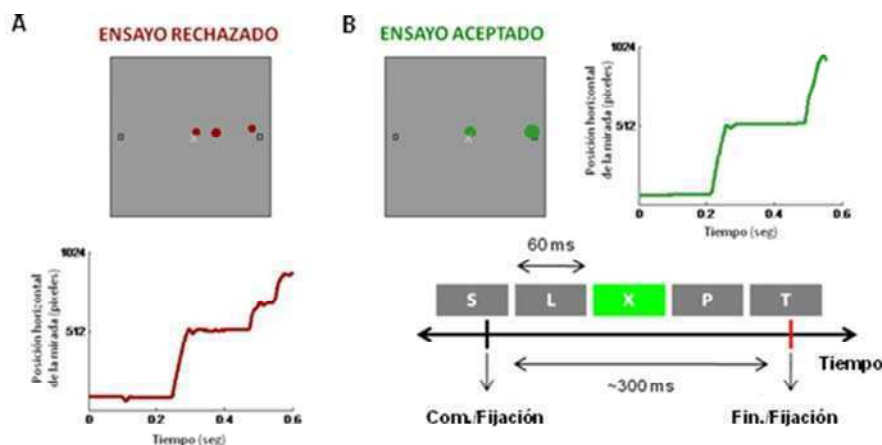 A
ENSAYO RECHAZADO
X
1024
512
Posición horizontal
de la mirada (píxeles)
0
0.2
0.4
0.6
Tiempo (seg)
B
ENSAYO ACEPTADO
X
1024
512
Posición horizontal
de la mirada (píxeles)
0
0.2
0.4
0.6
Tiempo (seg)
60 ms
S L X P T
Tiempo
~300 ms
Com./Fijación Fin./Fijación